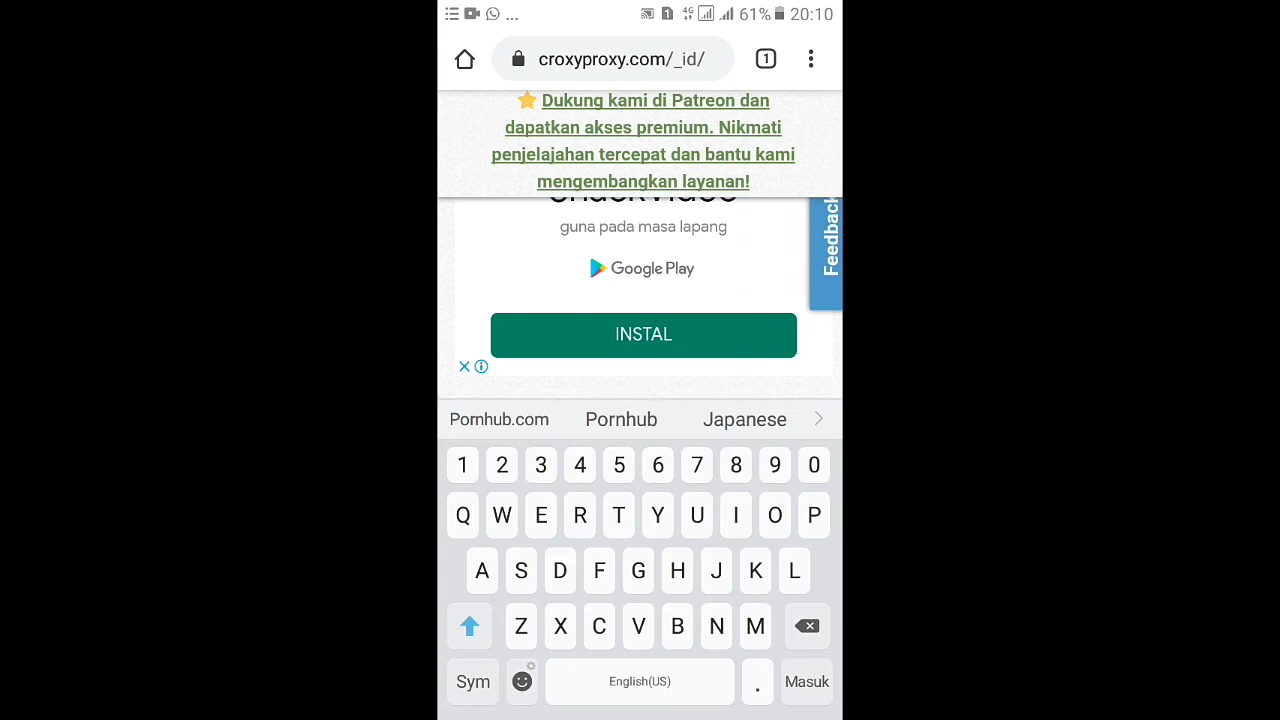 ... 1 4G 61% 20:10
croxyproxy.com/_id/ 1
Dukung kami di Patreon dan
dapatkan akses premium. Nikmati
penjelajahan tercepat dan bantu kami
mengembangkan layanan!
guna pada masa lapang
Google Play
Feedback
INSTAL
Pornhub.com Pornhub Japanese
1 2 3 4 5 6 7 8 9 0
Q W E R T Y U I O P
A S D F G H J K L
Z X C V B N M
Sym English(US) . Masuk